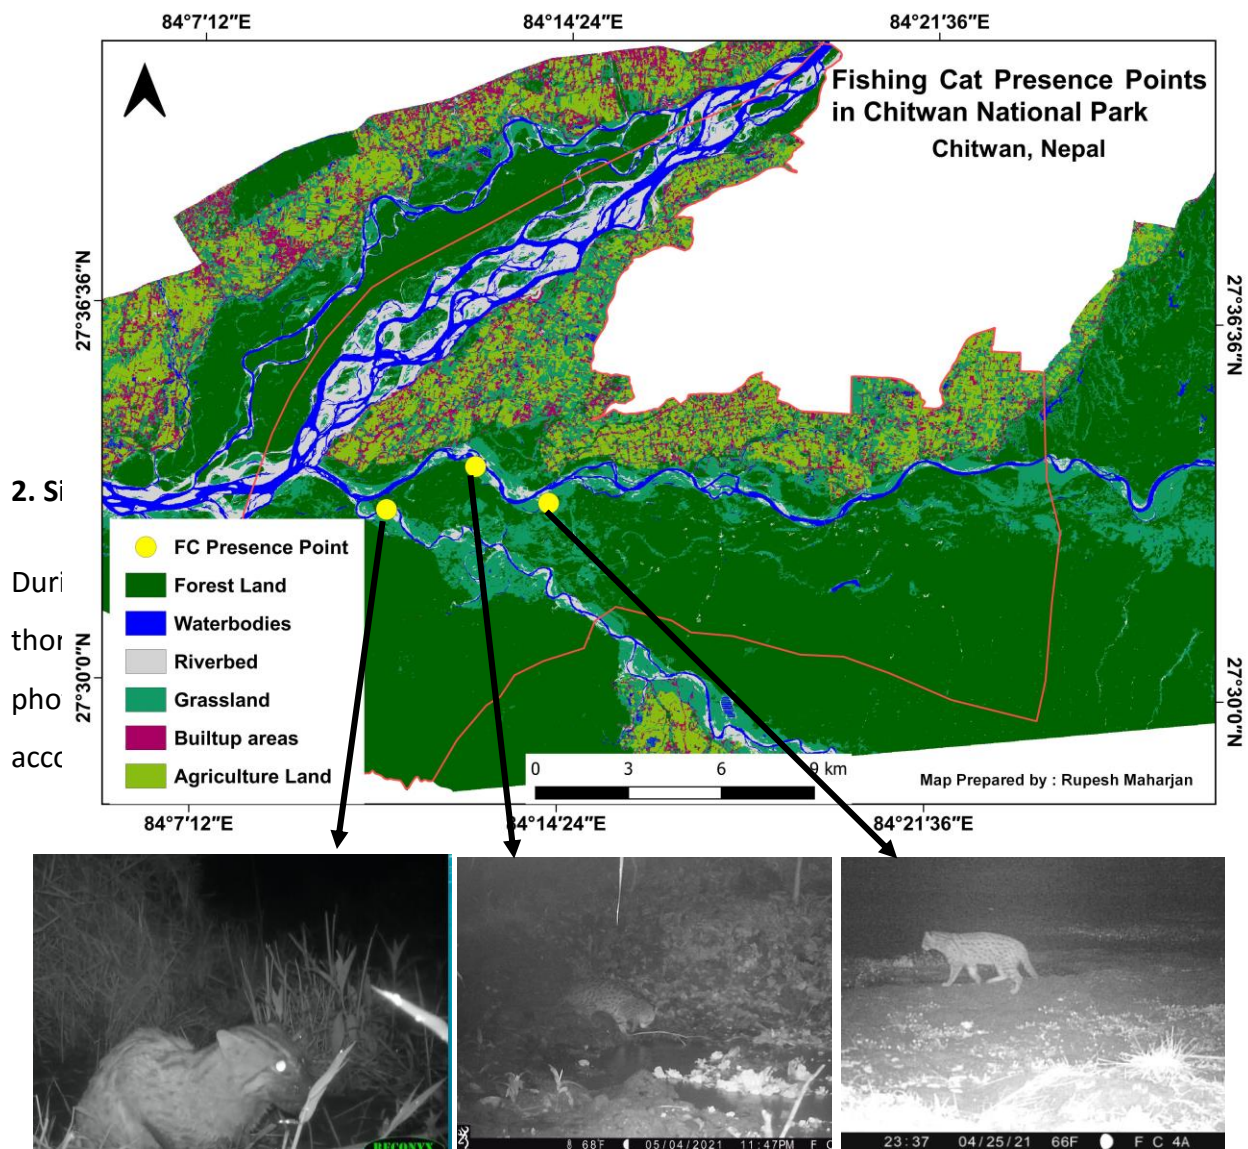 84°7'12"E 84°14'24"E 84°21'36"E
Fishing Cat Presence Points
in Chitwan National Park
Chitwan, Nepal
27°36'36"N
27°36'36"N
2. Si
FC Presence Point
Forest Land
Waterbodies
Riverbed
Grassland
Builtup areas
Agriculture Land
Duri
thor
pho
acco
27°30'0"N
27°30'0"N
0 3 6 9 km
Map Prepared by : Rupesh Maharjan
84°7'12"E 84°14'24"E 84°21'36"E
RECONYX
68F 05/04/2021 11:47PM F C
23:37 04/25/21 66F F C 4A